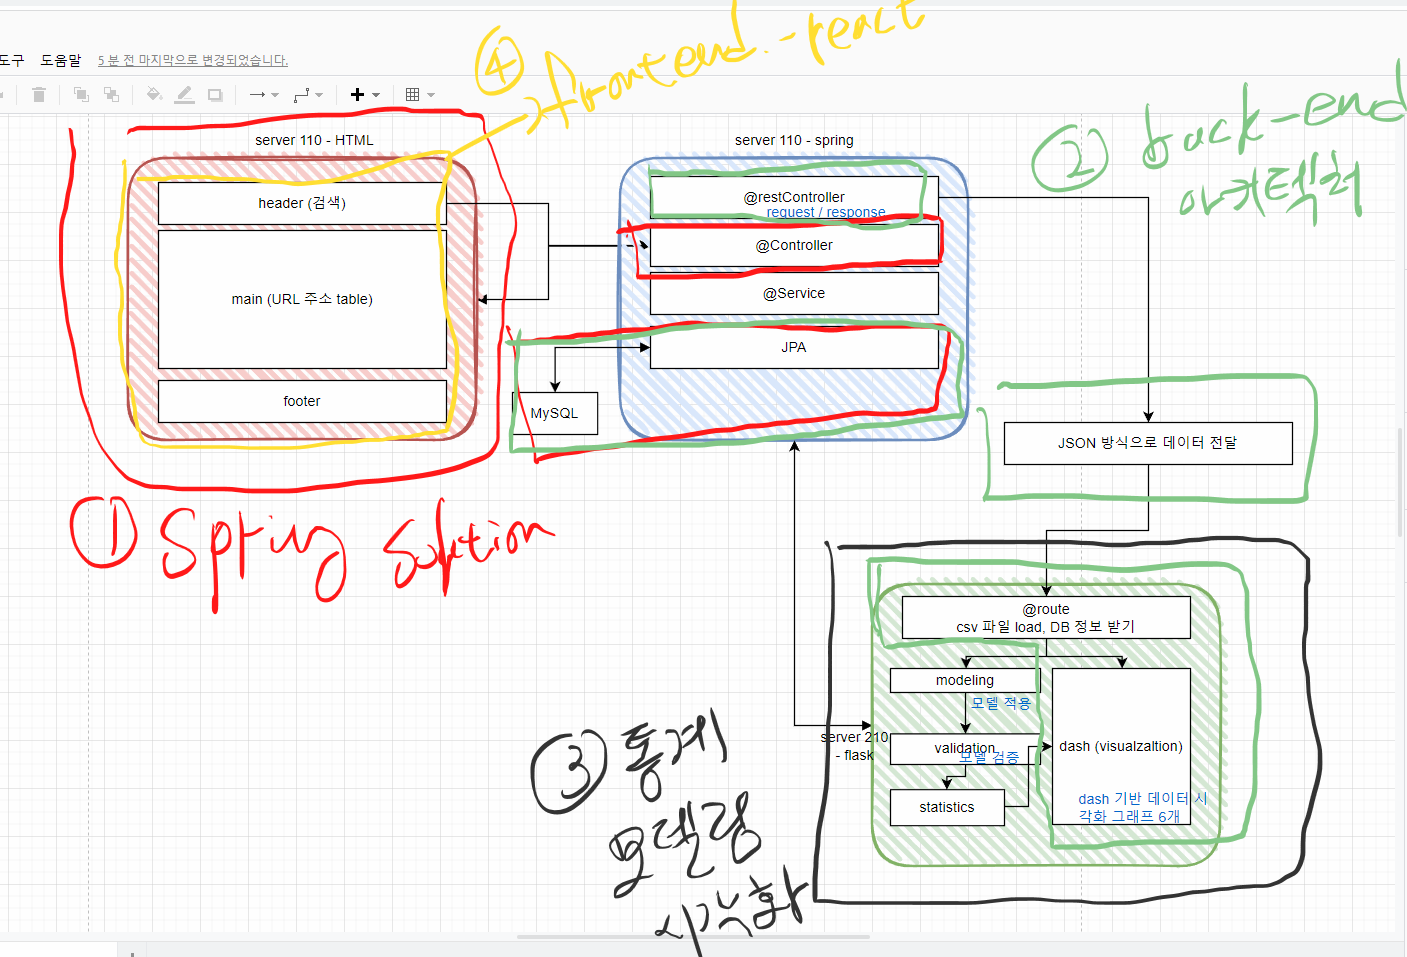 도구 도움말 5 분 전 마지막으로 변경되었습니다.
④ frontend - react
② back-end
아키텍처
server 110 - HTML
header (검색)
main (URL 주소 table)
footer
server 110 - spring
@restController
request / response
@Controller
@Service
JPA
MySQL
JSON 방식으로 데이터 전달
① Spring Solution
@route
csv 파일 load, DB 정보 받기
modeling
모델 적용
server 210
- flask
validation
모델 검증
statistics
dash (visualzaltion)
dash 기반 데이터 시
각화 그래프 6개
③ 통계
모델링
시각화